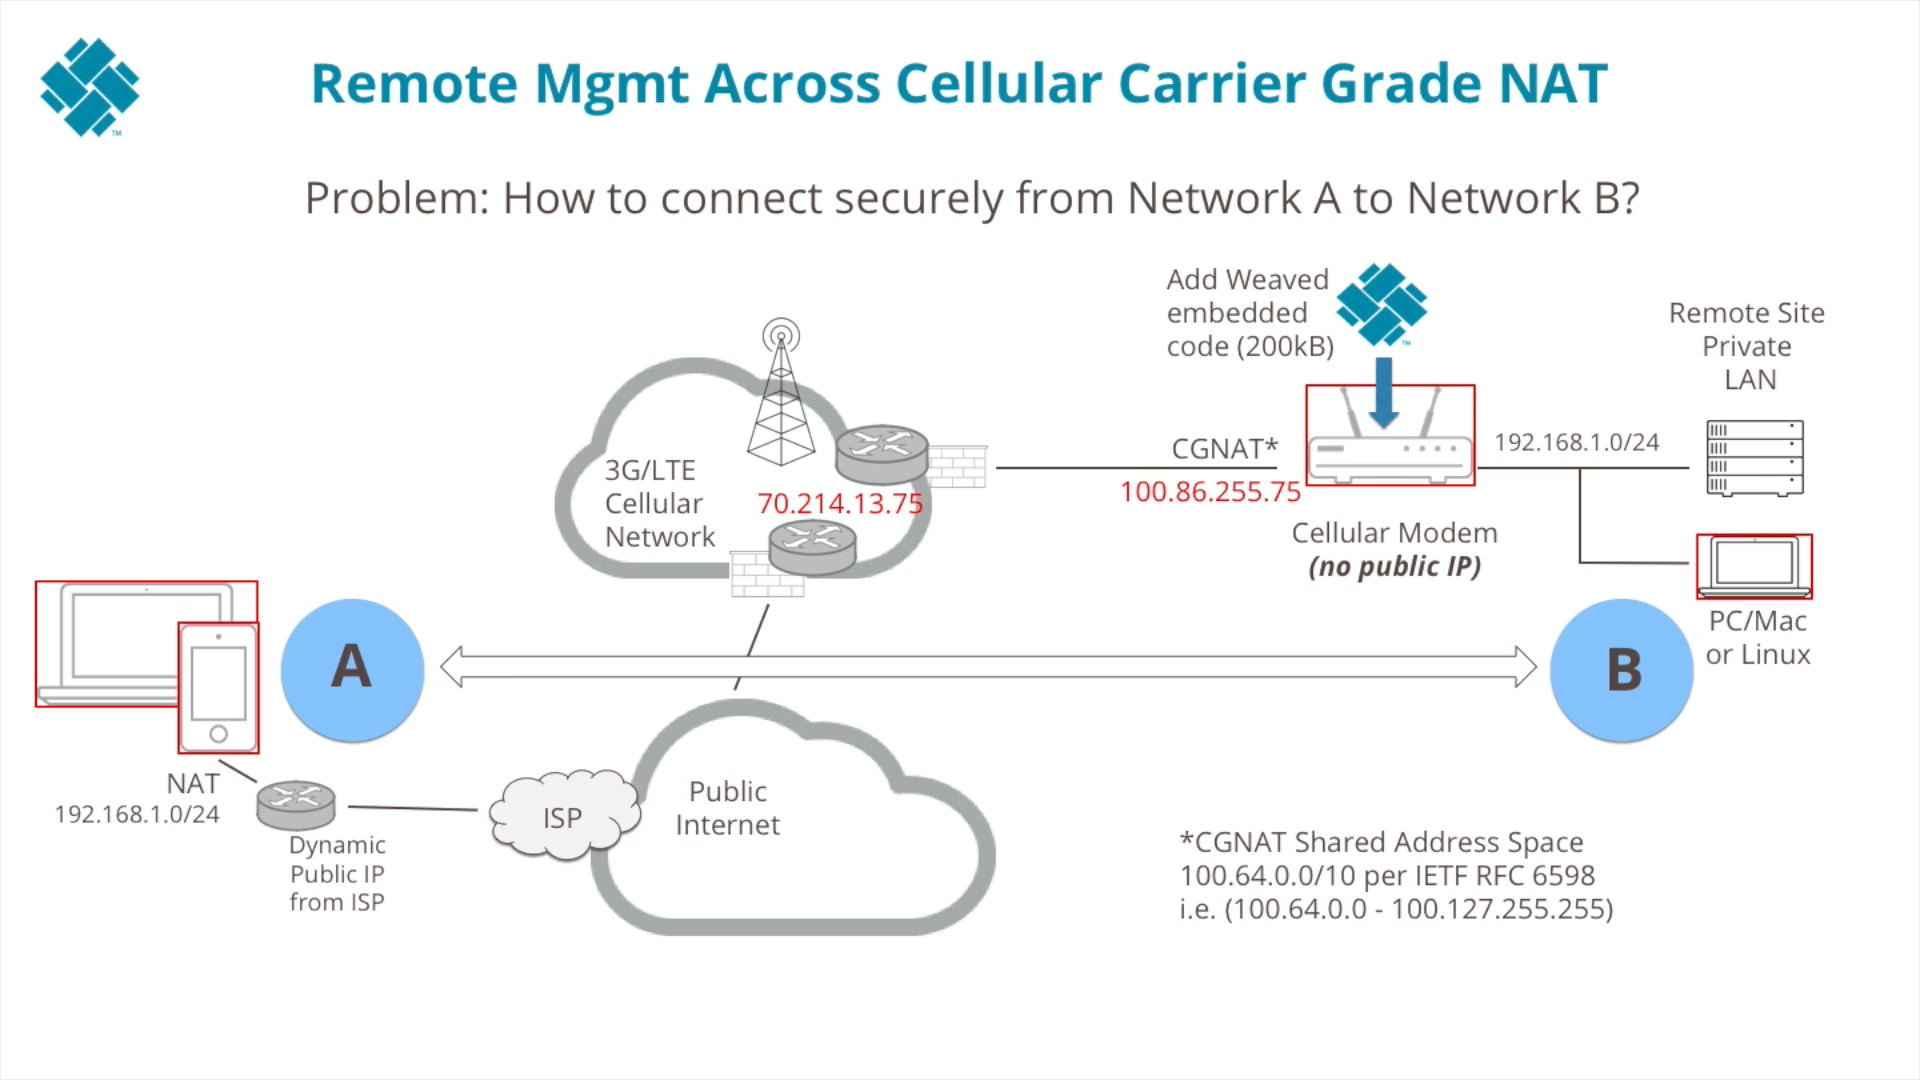 Remote Mgmt Across Cellular Carrier Grade NAT
Problem: How to connect securely from Network A to Network B?
Add Weaved
embedded
code (200kB)
TM
Remote Site
Private
LAN
3G/LTE
Cellular
Network
70.214.13.75
CGNAT*
100.86.255.75
192.168.1.0/24
Cellular Modem
(no public IP)
PC/Mac
or Linux
A
B
NAT
192.168.1.0/24
Dynamic
Public IP
from ISP
ISP
Public
Internet
*CGNAT Shared Address Space
100.64.0.0/10 per IETF RFC 6598
i.e. (100.64.0.0 - 100.127.255.255)
TM